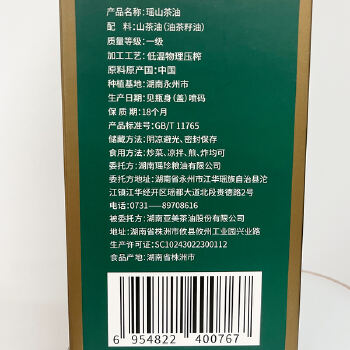 产品名称：瑶山茶油
配 料：山茶油（油茶籽油）
质量等级：一级
加工工艺：低温物理压榨
原料原产国：中国
种植基地：湖南永州市
生产日期：见瓶身（盖）喷码
保 质 期：18个月
产品标准号：GB/T 11765
储藏方法：阴凉避光、密封保存
食用方法：炒菜、凉拌、煎、炸均可
委托方：湖南瑶珍粮油有限公司
委托方地址：湖南省永州市江华瑶族自治县沱
江镇江华经开区瑶都大道北段贵德路2号
电话：0731—89708616
被委托方：湖南亚美茶油股份有限公司
地址：湖南省株洲市攸县攸州工业园兴业路
生产许可证：SC10243022300112
食品产地：湖南省株洲市
6 954822 400767